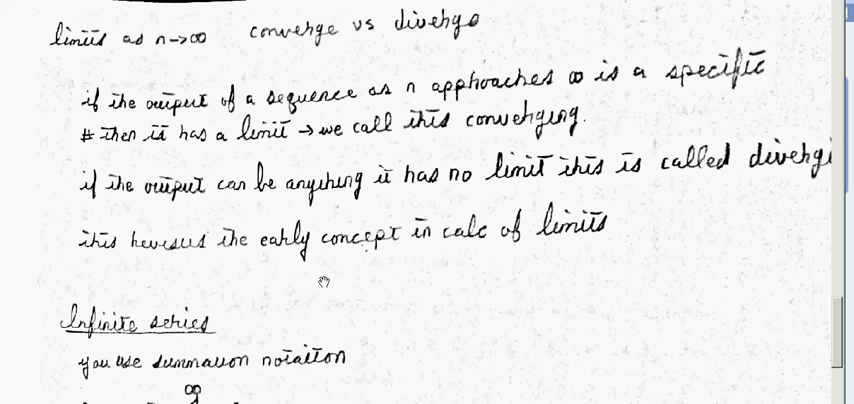 limits as n→∞ converge vs diverge
if the output of a sequence as n approaches ∞ is a specific
# then it has a limit → we call this converging.
if the output can be anything it has no limit this is called divergi
this the early concept in calc of limits
Infinite series
you use summation notation
∞